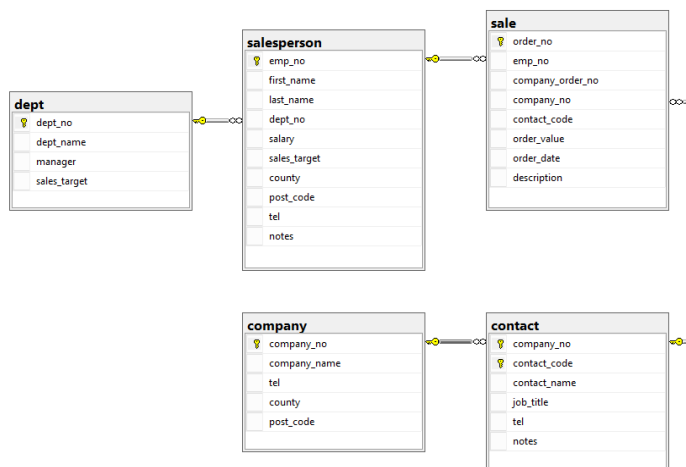 sale
order_no
emp_no
company_order_no
company_no
contact_code
order_value
order_date
description
salesperson
emp_no
first_name
last_name
dept_no
salary
sales_target
county
post_code
tel
notes
dept
dept_no
dept_name
manager
sales_target
company
company_no
company_name
tel
county
post_code
contact
company_no
contact_code
contact_name
job_title
tel
notes